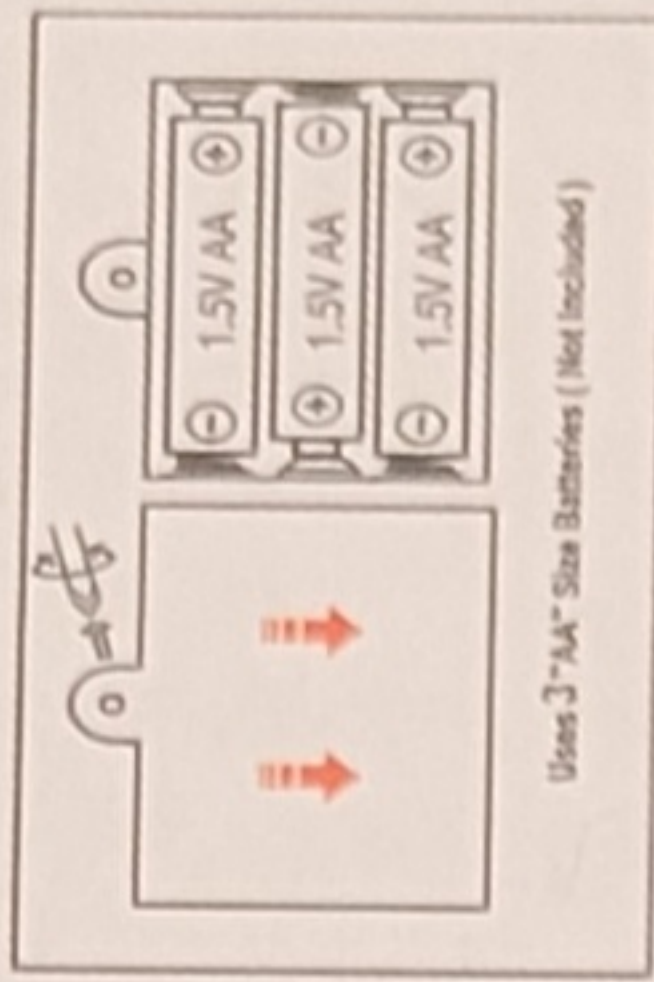 ⊖ 1.5V AA ⊕
⊕ 1.5V AA ⊖
⊖ 1.5V AA ⊕
Uses 3 "AA" Size Batteries ( Not Included )